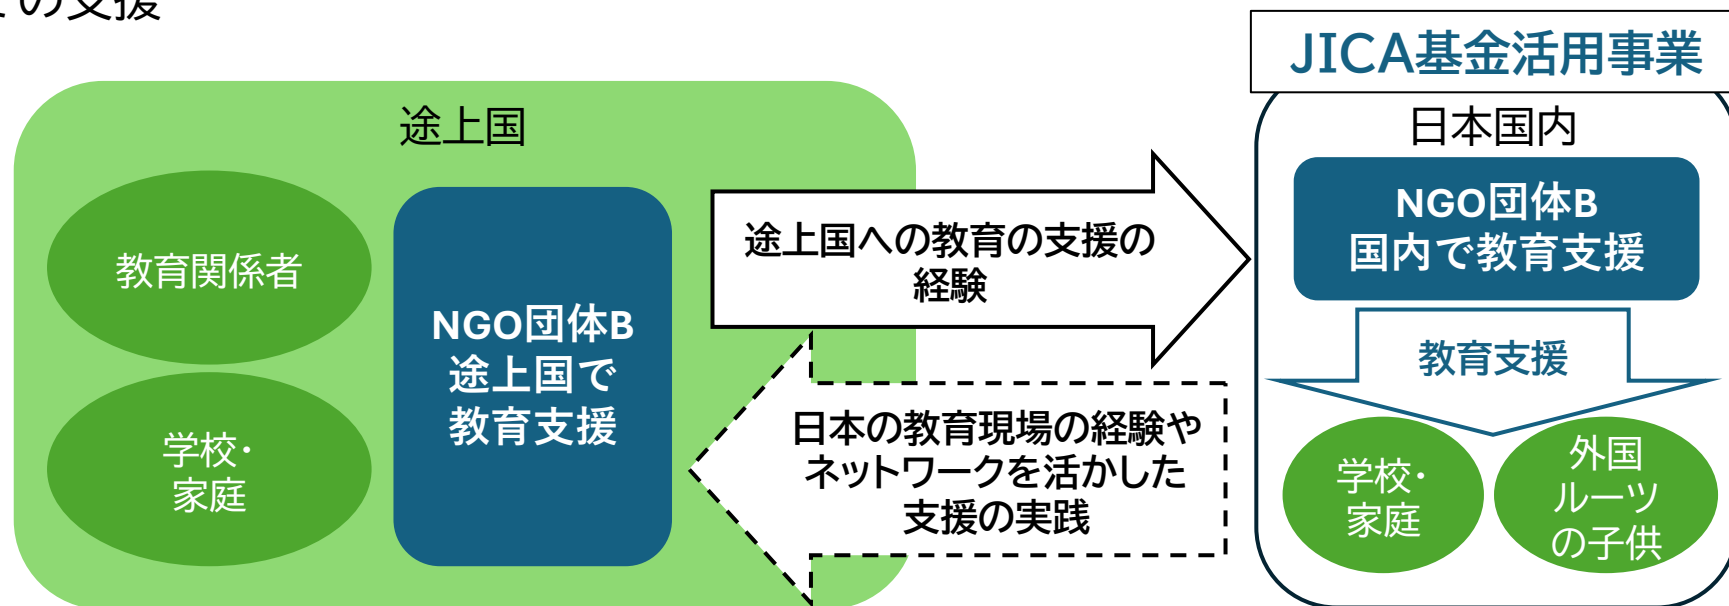 の支援
JICA基金活用事業
途上国
日本国内
教育関係者
学校・
家庭
NGO団体B
途上国で
教育支援
途上国への教育の支援の
経験
日本の教育現場の経験や
ネットワークを活かした
支援の実践
NGO団体B
国内で教育支援
教育支援
学校・
家庭
外国
ルーツ
の子供